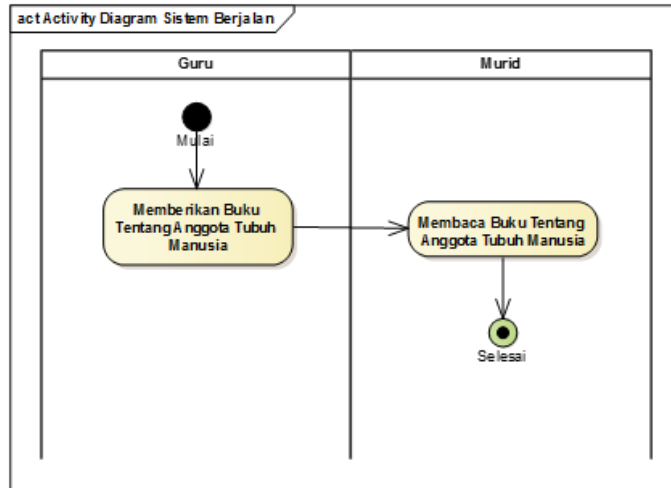 act Activity Diagram Sistem Berjalan
Guru
Murid
Mulai
Memberikan Buku
Tentang Anggota Tubuh
Manusia
Membaca Buku Tentang
Anggota Tubuh Manusia
Selesai